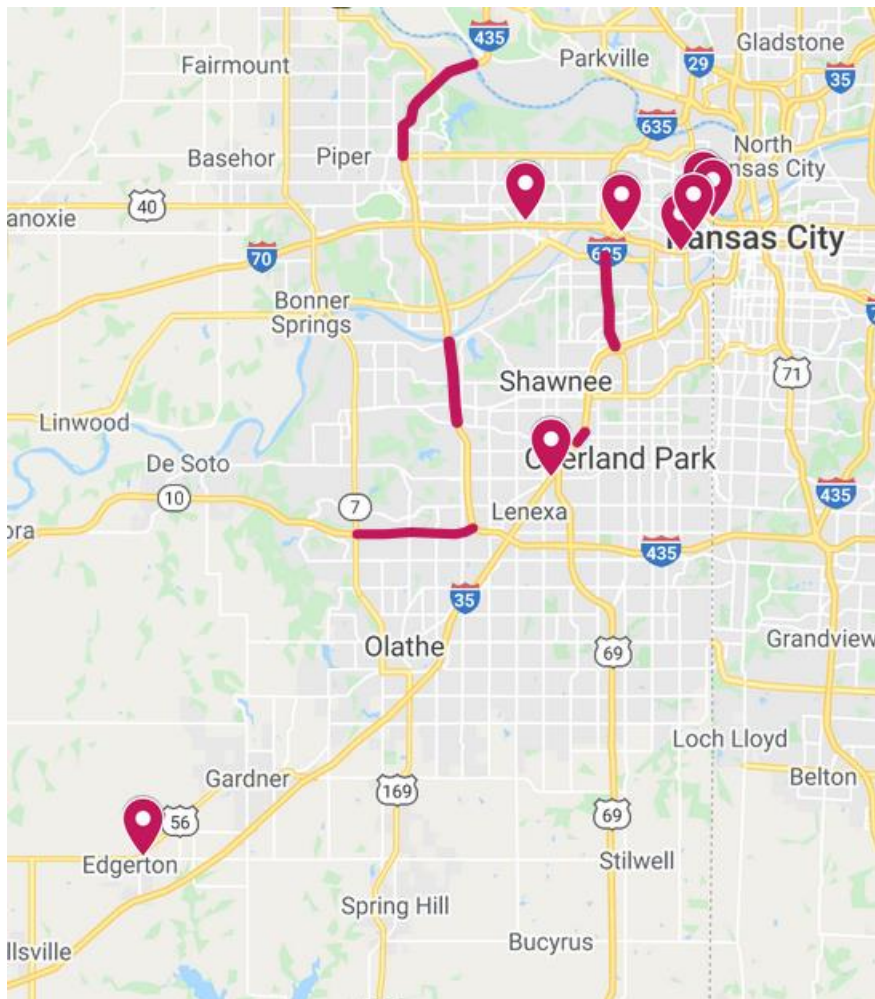 435
Gladstone
Parkville
Fairmount
29
35
635
North
nsas City
Basehor
Piper
40
anoxie
ansas City
70
635
Bonner
Springs
71
Shawnee
Linwood
Overland Park
De Soto
10
7
435
Lenexa
ora
435
35
Olathe
69
Grandview
Loch Lloyd
Gardner
Belton
169
56
69
Edgerton
Stilwell
Spring Hill
Bucyrus
llsville